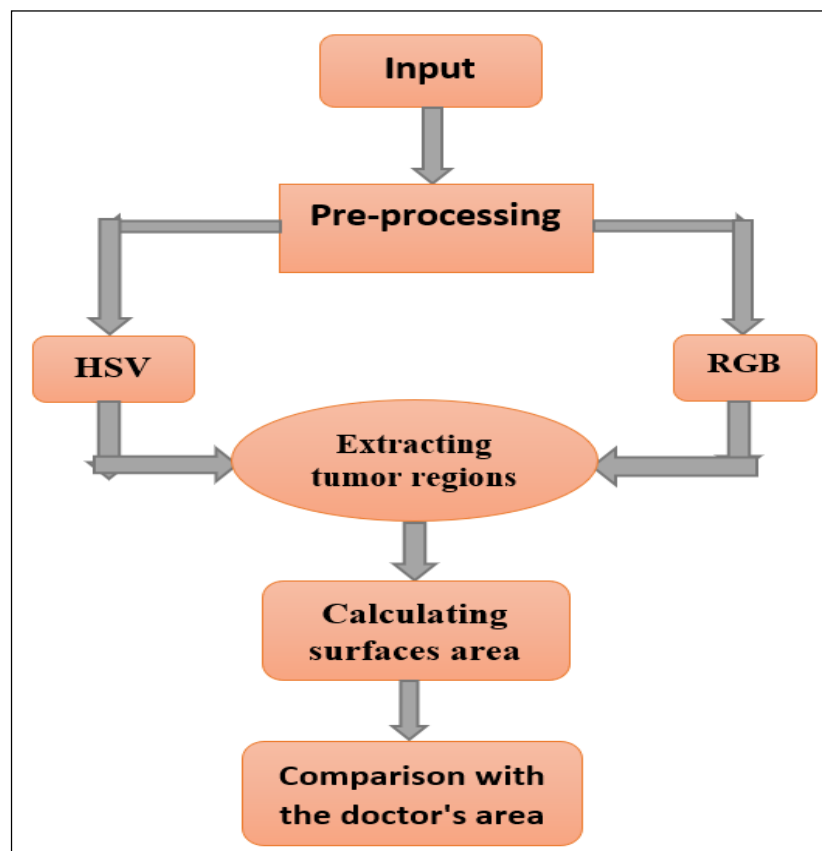 Input
Pre-processing
HSV
RGB
Extracting
tumor regions
Calculating
surfaces area
Comparison with
the doctor's area